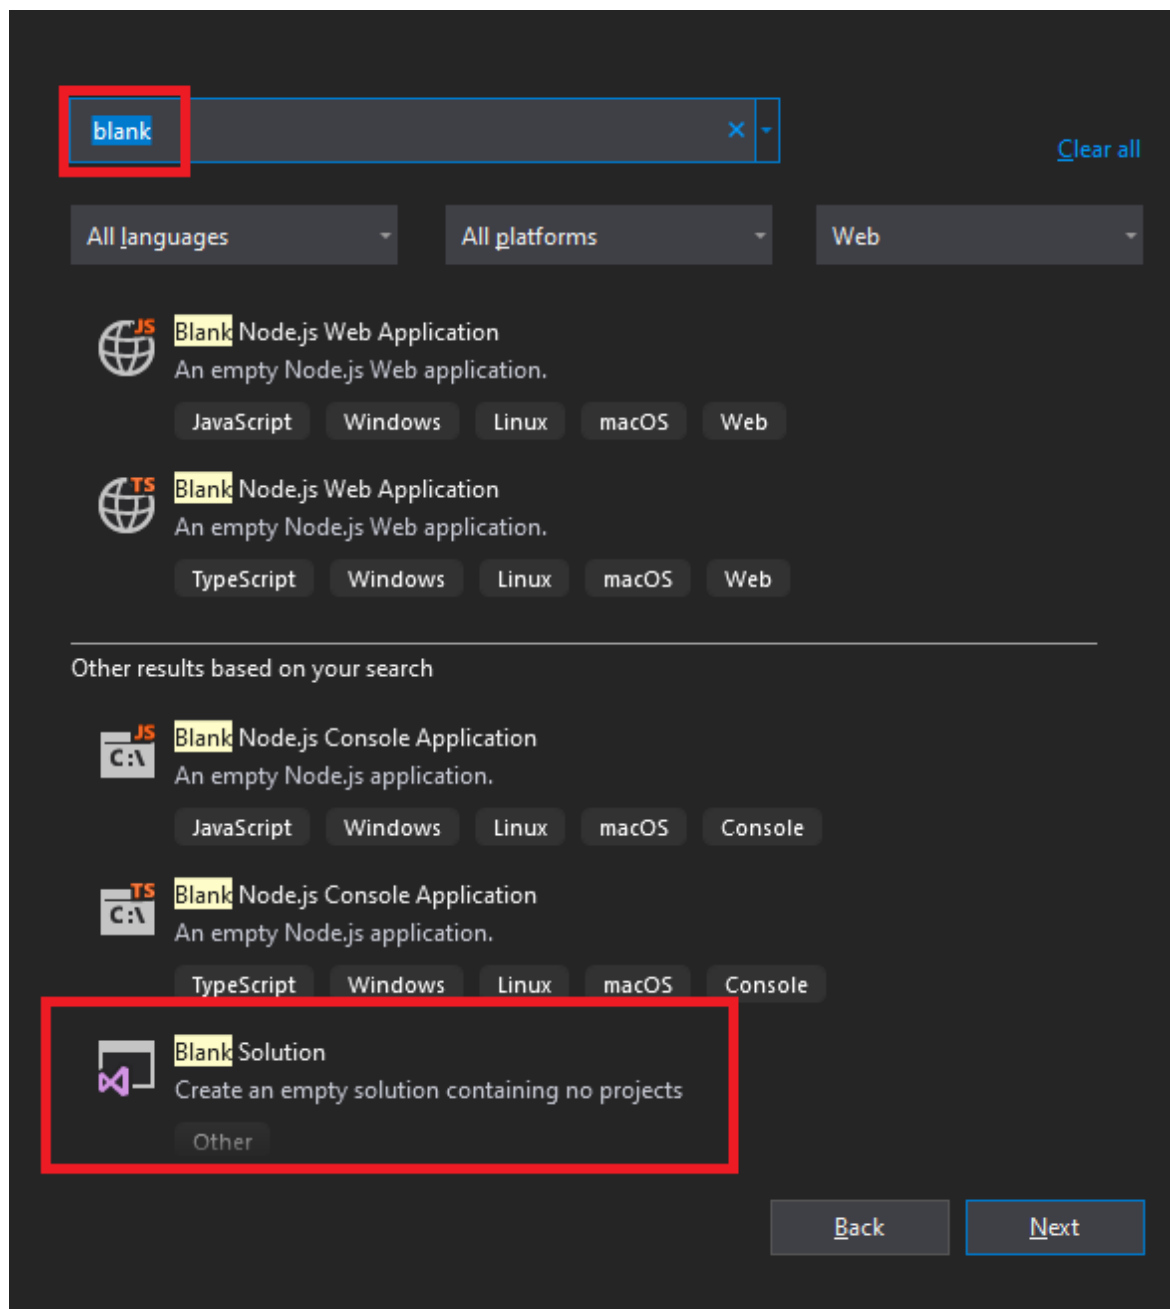 blank
Clear all
All languages All platforms Web
JS
Blank Node.js Web Application
An empty Node.js Web application.
JavaScript Windows Linux macOS Web
TS
Blank Node.js Web Application
An empty Node.js Web application.
TypeScript Windows Linux macOS Web
Other results based on your search
JS
C:\
Blank Node.js Console Application
An empty Node.js application.
JavaScript Windows Linux macOS Console
TS
C:\
Blank Node.js Console Application
An empty Node.js application.
TypeScript Windows Linux macOS Console
Blank Solution
Create an empty solution containing no projects
Other
Back Next